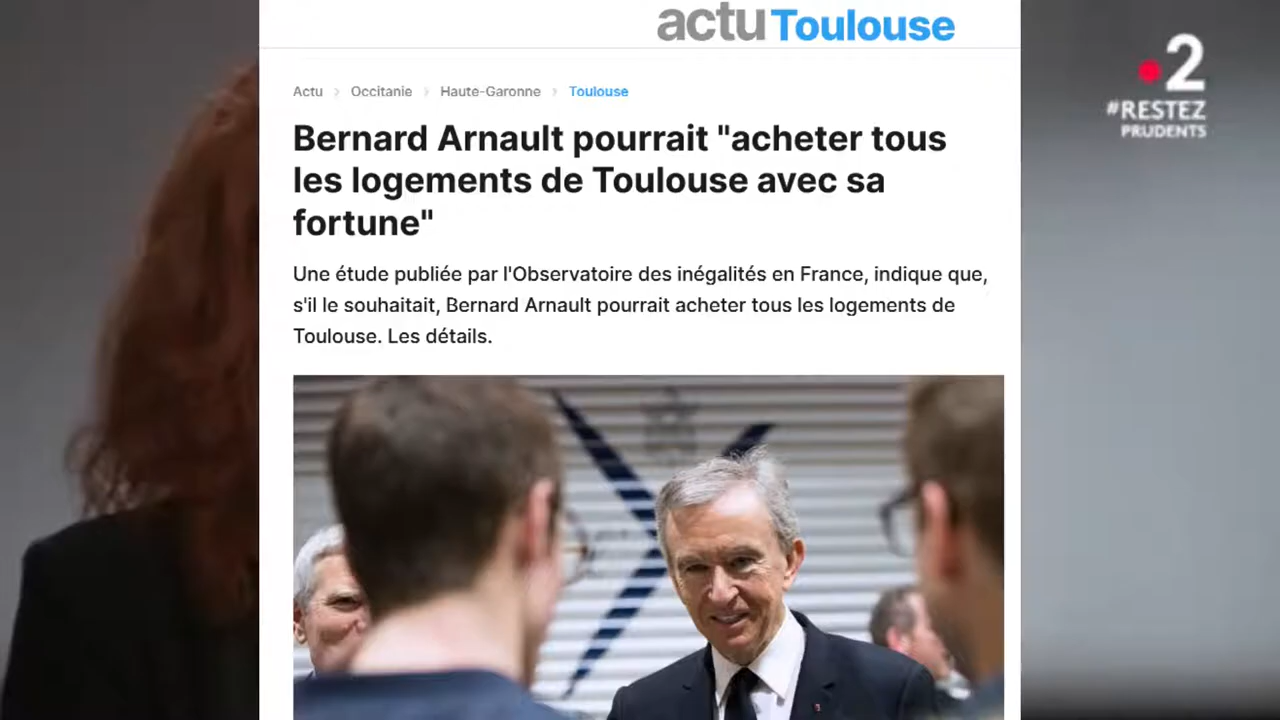 actu Toulouse
2
#RESTEZ
PRUDENTS
Actu > Occitanie > Haute-Garonne > Toulouse
Bernard Arnault pourrait "acheter tous
les logements de Toulouse avec sa
fortune"
Une étude publiée par l'Observatoire des inégalités en France, indique que,
s'il le souhaitait, Bernard Arnault pourrait acheter tous les logements de
Toulouse. Les détails.